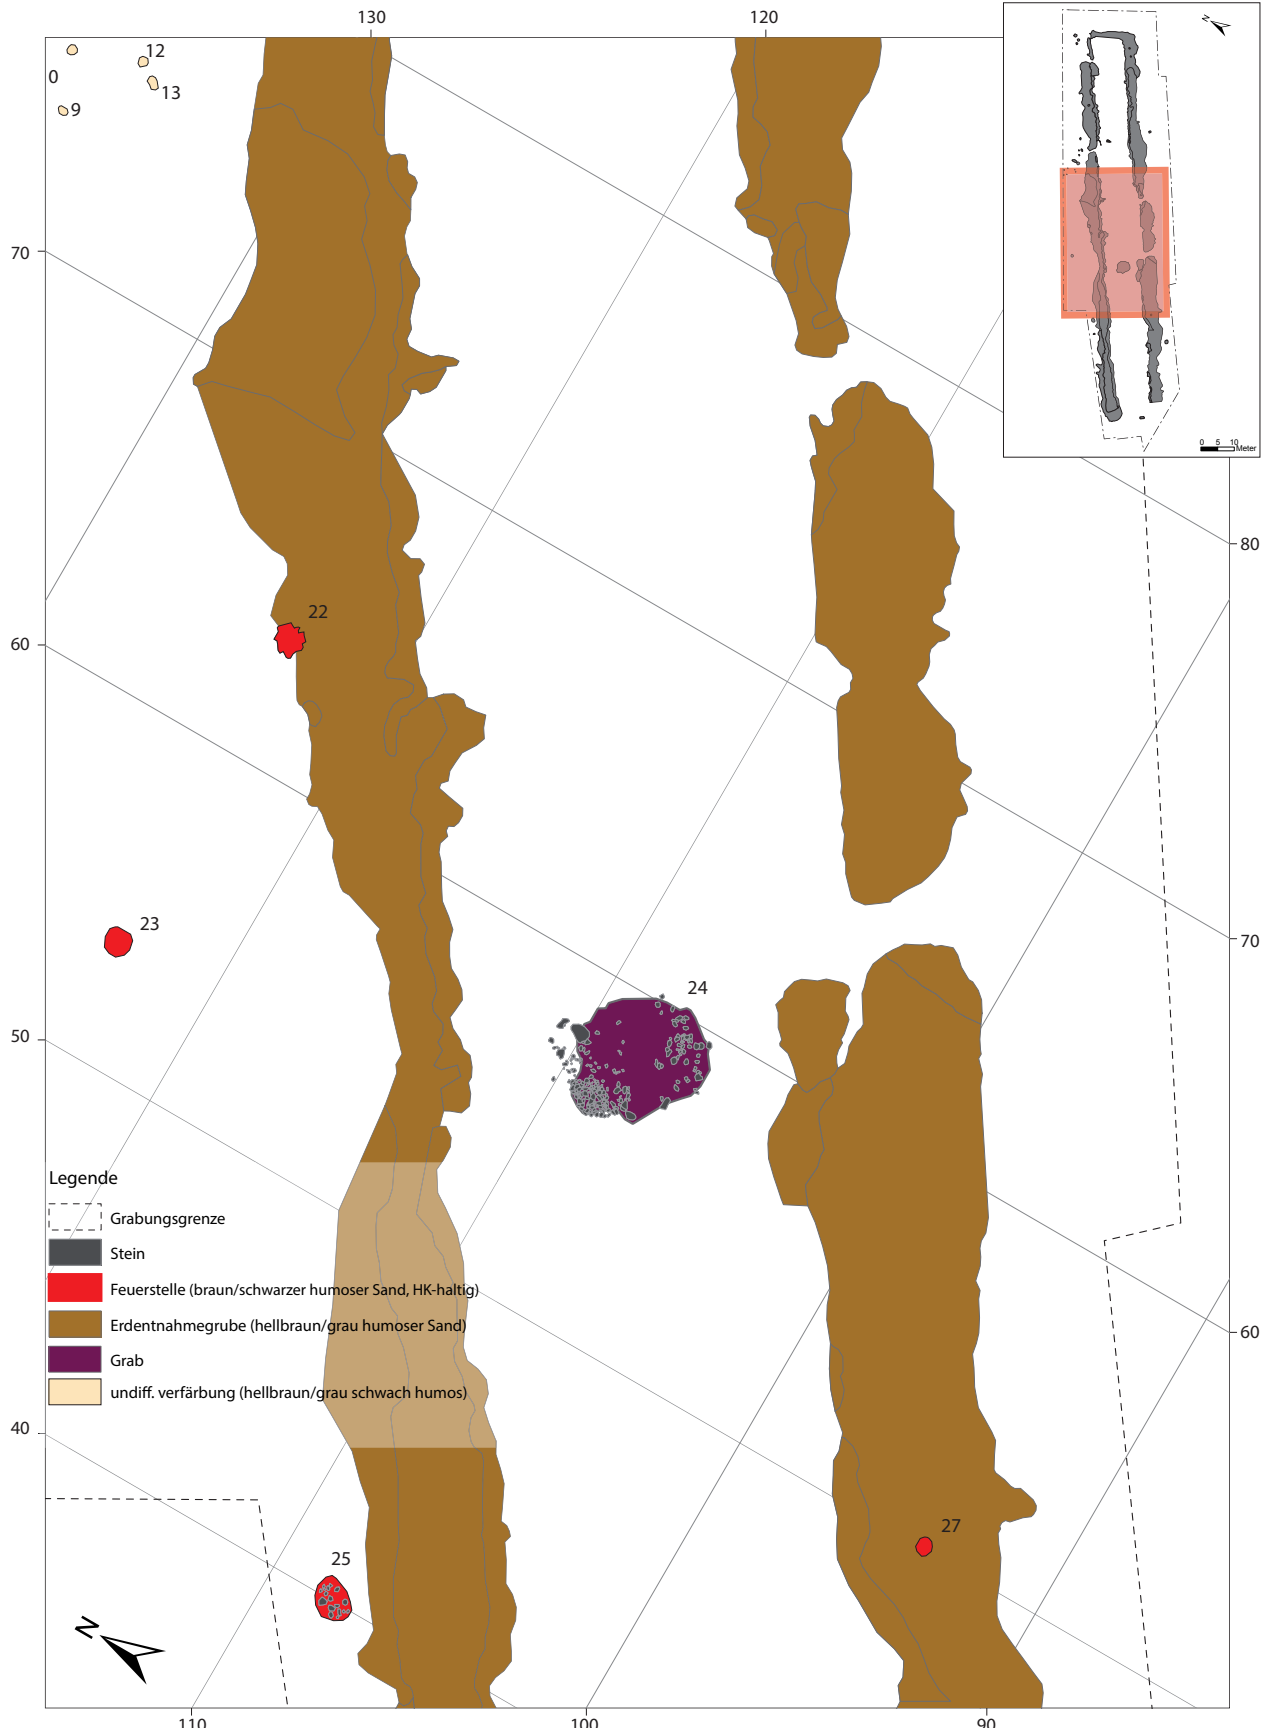 130
120
N
12
0
13
9
70
0 5 10
Meter
80
22
60
23
70
24
50
Legende
Grabungsgrenze
Stein
Feuerstelle (braun/schwarzer humoser Sand, HK-haltig)
Erdentnahmegrube (hellbraun/grau humoser Sand)
60
Grab
undiff. verfärbung (hellbraun/grau schwach humos)
40
27
25
N
110
100
90